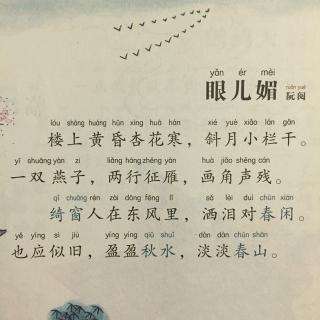 yǎn ér mèi
眼儿媚 ruǎn yuè
阮阅
lóu shàng huáng hūn xìng huā hán xié yuè xiǎo lán gān
楼上黄昏杏花寒，斜月小栏干。
yì shuāng yàn zi liǎng háng zhēng yàn huà jiǎo shēng cán
一双燕子，两行征雁，画角声残。
qǐ chuāng rén zài dōng fēng lǐ sǎ lèi duì chūn xián
绮窗人在东风里，洒泪对春闲。
yě yīng sì jiù yíng yíng qiū shuǐ dàn dàn chūn shān
也应似旧，盈盈秋水，淡淡春山。